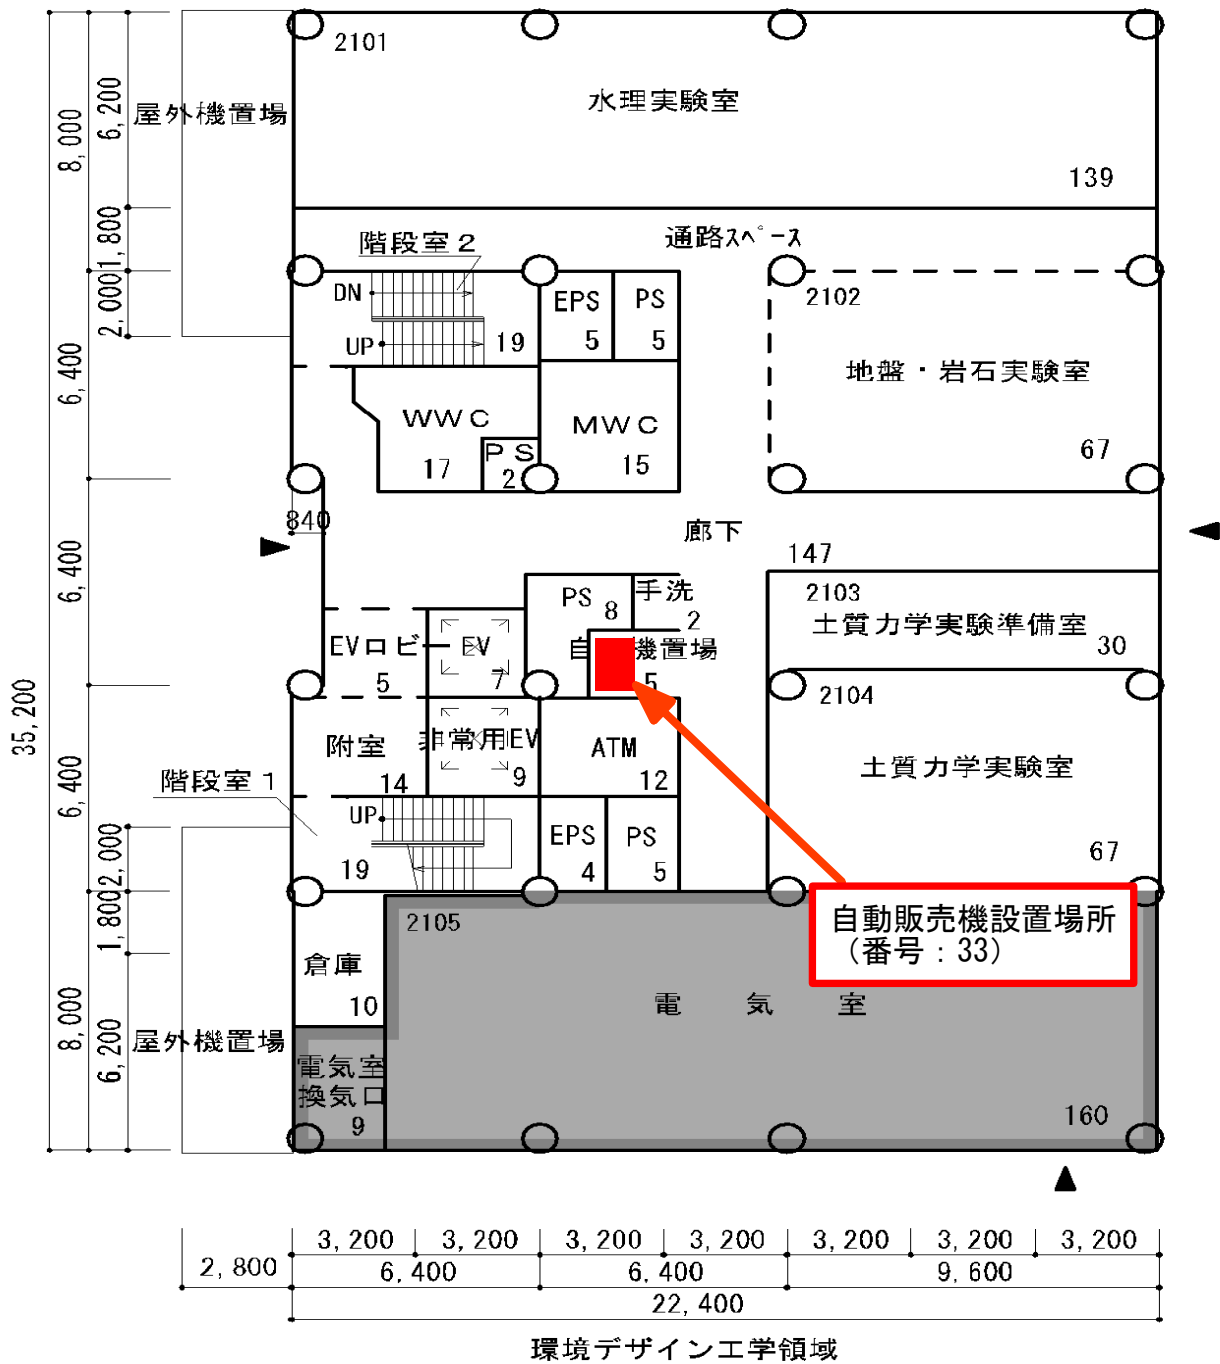 2101
水理実験室
139
屋外機置場
通路スペース
階段室2
DN
UP
19
EPS
5
PS
5
2102
地盤・岩石実験室
67
WWC
17
PS
2
MWC
15
840
廊下
147
2103
土質力学実験準備室
30
PS
8
手洗
2
EVロビー
5
EV
7
自
機置場
5
2104
土質力学実験室
67
附室
14
非常用EV
9
ATM
12
階段室1
UP
19
EPS
4
PS
5
自動販売機設置場所
(番号:33)
2105
電気室
160
倉庫
10
屋外機置場
電気室
換気口
9
35,200
8,000
6,400
6,400
6,400
8,000
6,200
1,800
2,000
2,000
1,800
6,200
3,200
3,200
3,200
3,200
3,200
3,200
3,200
2,800
6,400
6,400
9,600
22,400
環境デザイン工学領域